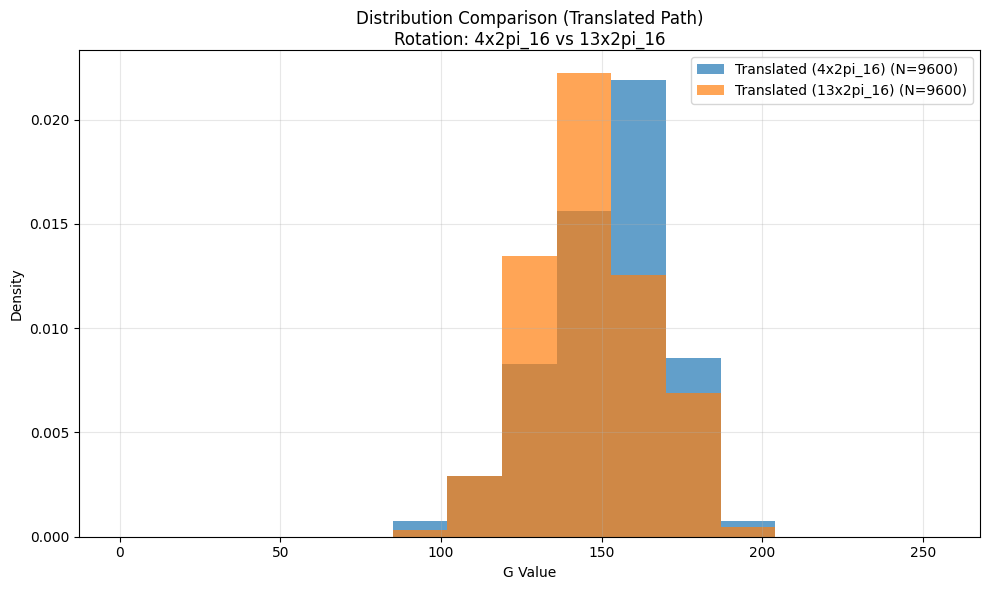 Distribution Comparison (Translated Path)
Rotation: 4x2pi_16 vs 13x2pi_16
Translated (4x2pi_16) (N=9600)
Translated (13x2pi_16) (N=9600)
0.020
0.015
0.010
0.005
0.000
Density
0 50 100 150 200 250
G Value